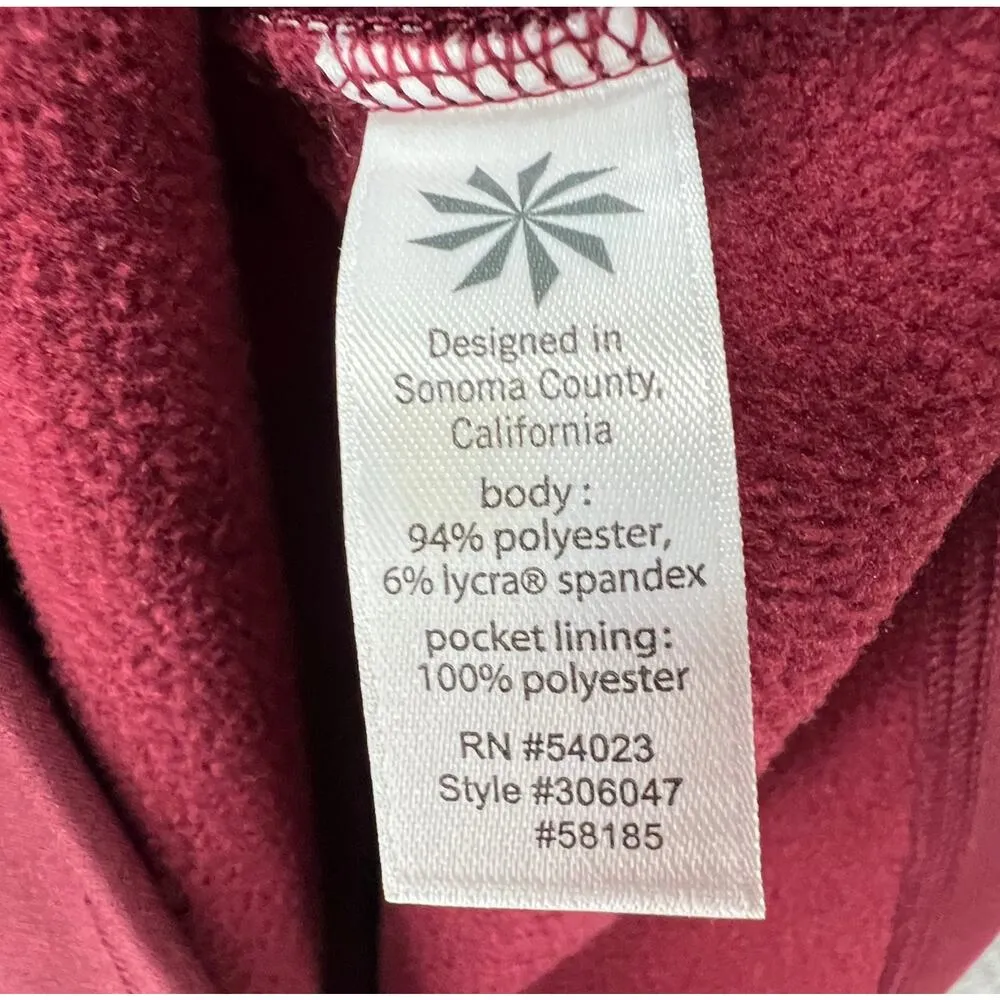 Designed in
Sonoma County,
California
body :
94% polyester,
6% lycra® spandex
pocket lining:
100% polyester
RN #54023
Style #306047
#58185